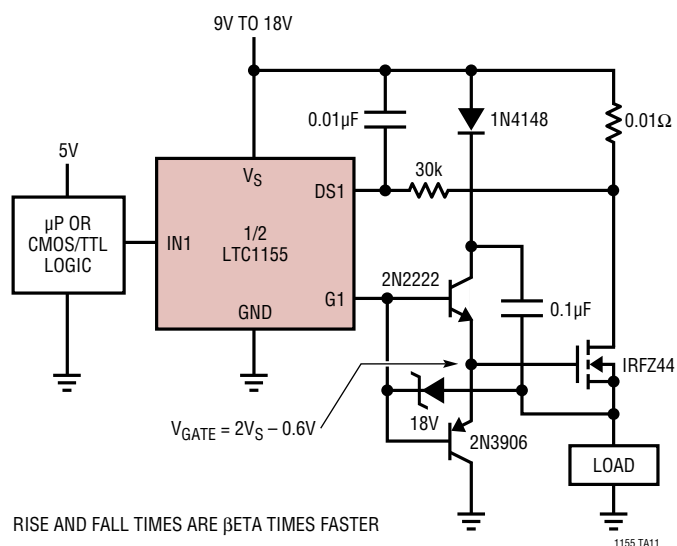 9V TO 18V
0.01µF
1N4148
0.01Ω
5V
30k
VS
DS1
µP OR
CMOS/TTL
LOGIC
IN1
1/2
LTC1155
2N2222
G1
GND
0.1µF
IRFZ44
18V
VGATE = 2VS – 0.6V
2N3906
LOAD
RISE AND FALL TIMES ARE βETA TIMES FASTER
1155 TA11